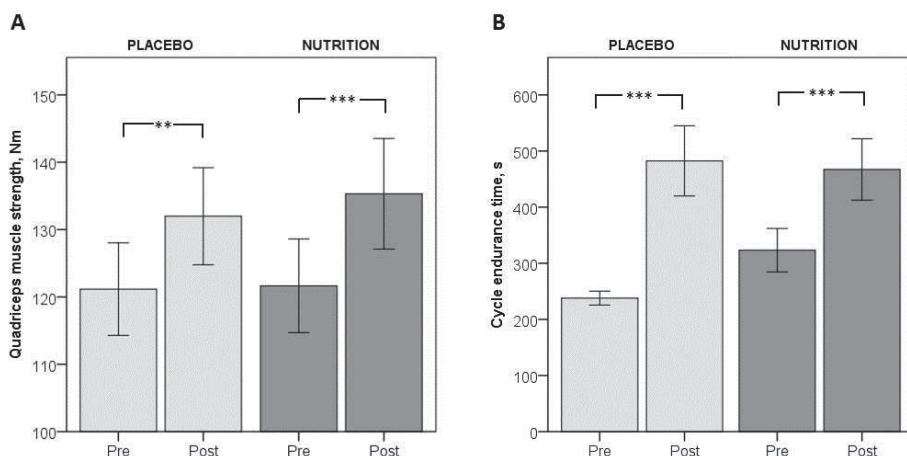 A
PLACEBO NUTRITION
Quadriceps muscle strength, Nm
150
140
130
120
110
100
** ***
Pre Post Pre Post
B
PLACEBO NUTRITION
Cycle endurance time, s
600
500
400
300
200
100
0
*** ***
Pre Post Pre Post